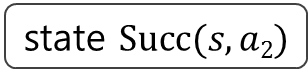 state Succ(s, a₂)